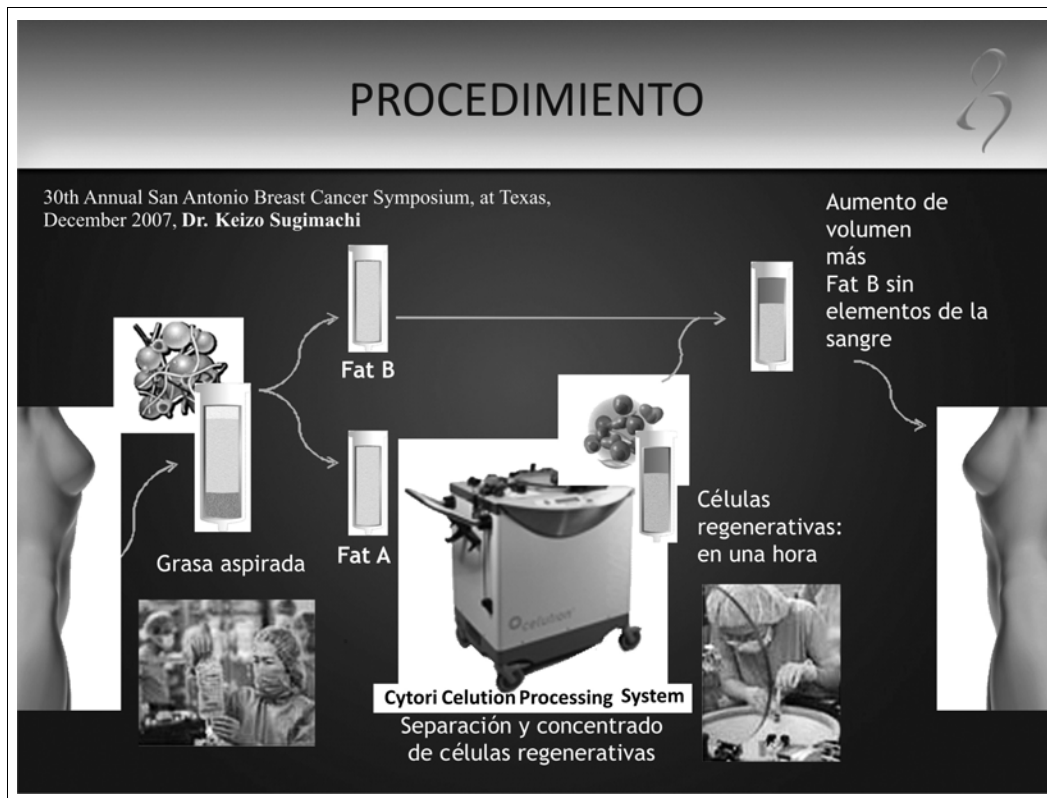 PROCEDIMIENTO
30th Annual San Antonio Breast Cancer Symposium, at Texas,
December 2007, Dr. Keizo Sugimachi
Aumento de
volumen
más
Fat B sin
elementos de la
sangre
Fat B
Fat A
Grasa aspirada
Células
regenerativas:
en una hora
celution
Cytori Celution Processing System
Separación y concentrado
de células regenerativas